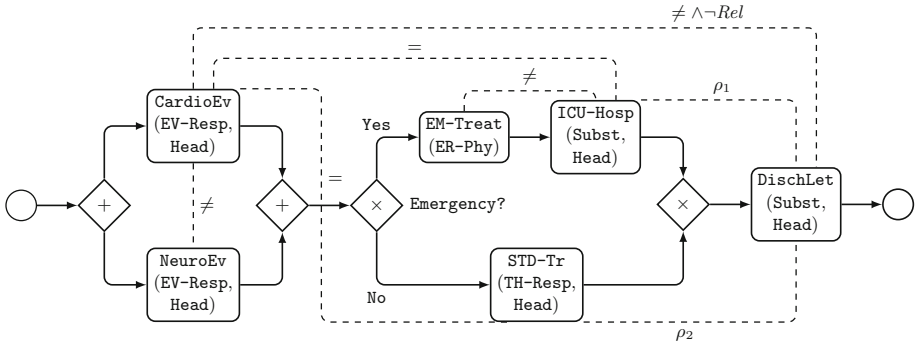 ≠ ∧¬Rel
=
≠
ρ1
CardioEv
(EV-Resp,
Head)
Yes
EM-Treat
(ER-Phy)
ICU-Hosp
(Subst,
Head)
+
≠
+
=
×
Emergency?
×
DischLet
(Subst,
Head)
NeuroEv
(EV-Resp,
Head)
No
STD-Tr
(TH-Resp,
Head)
ρ2